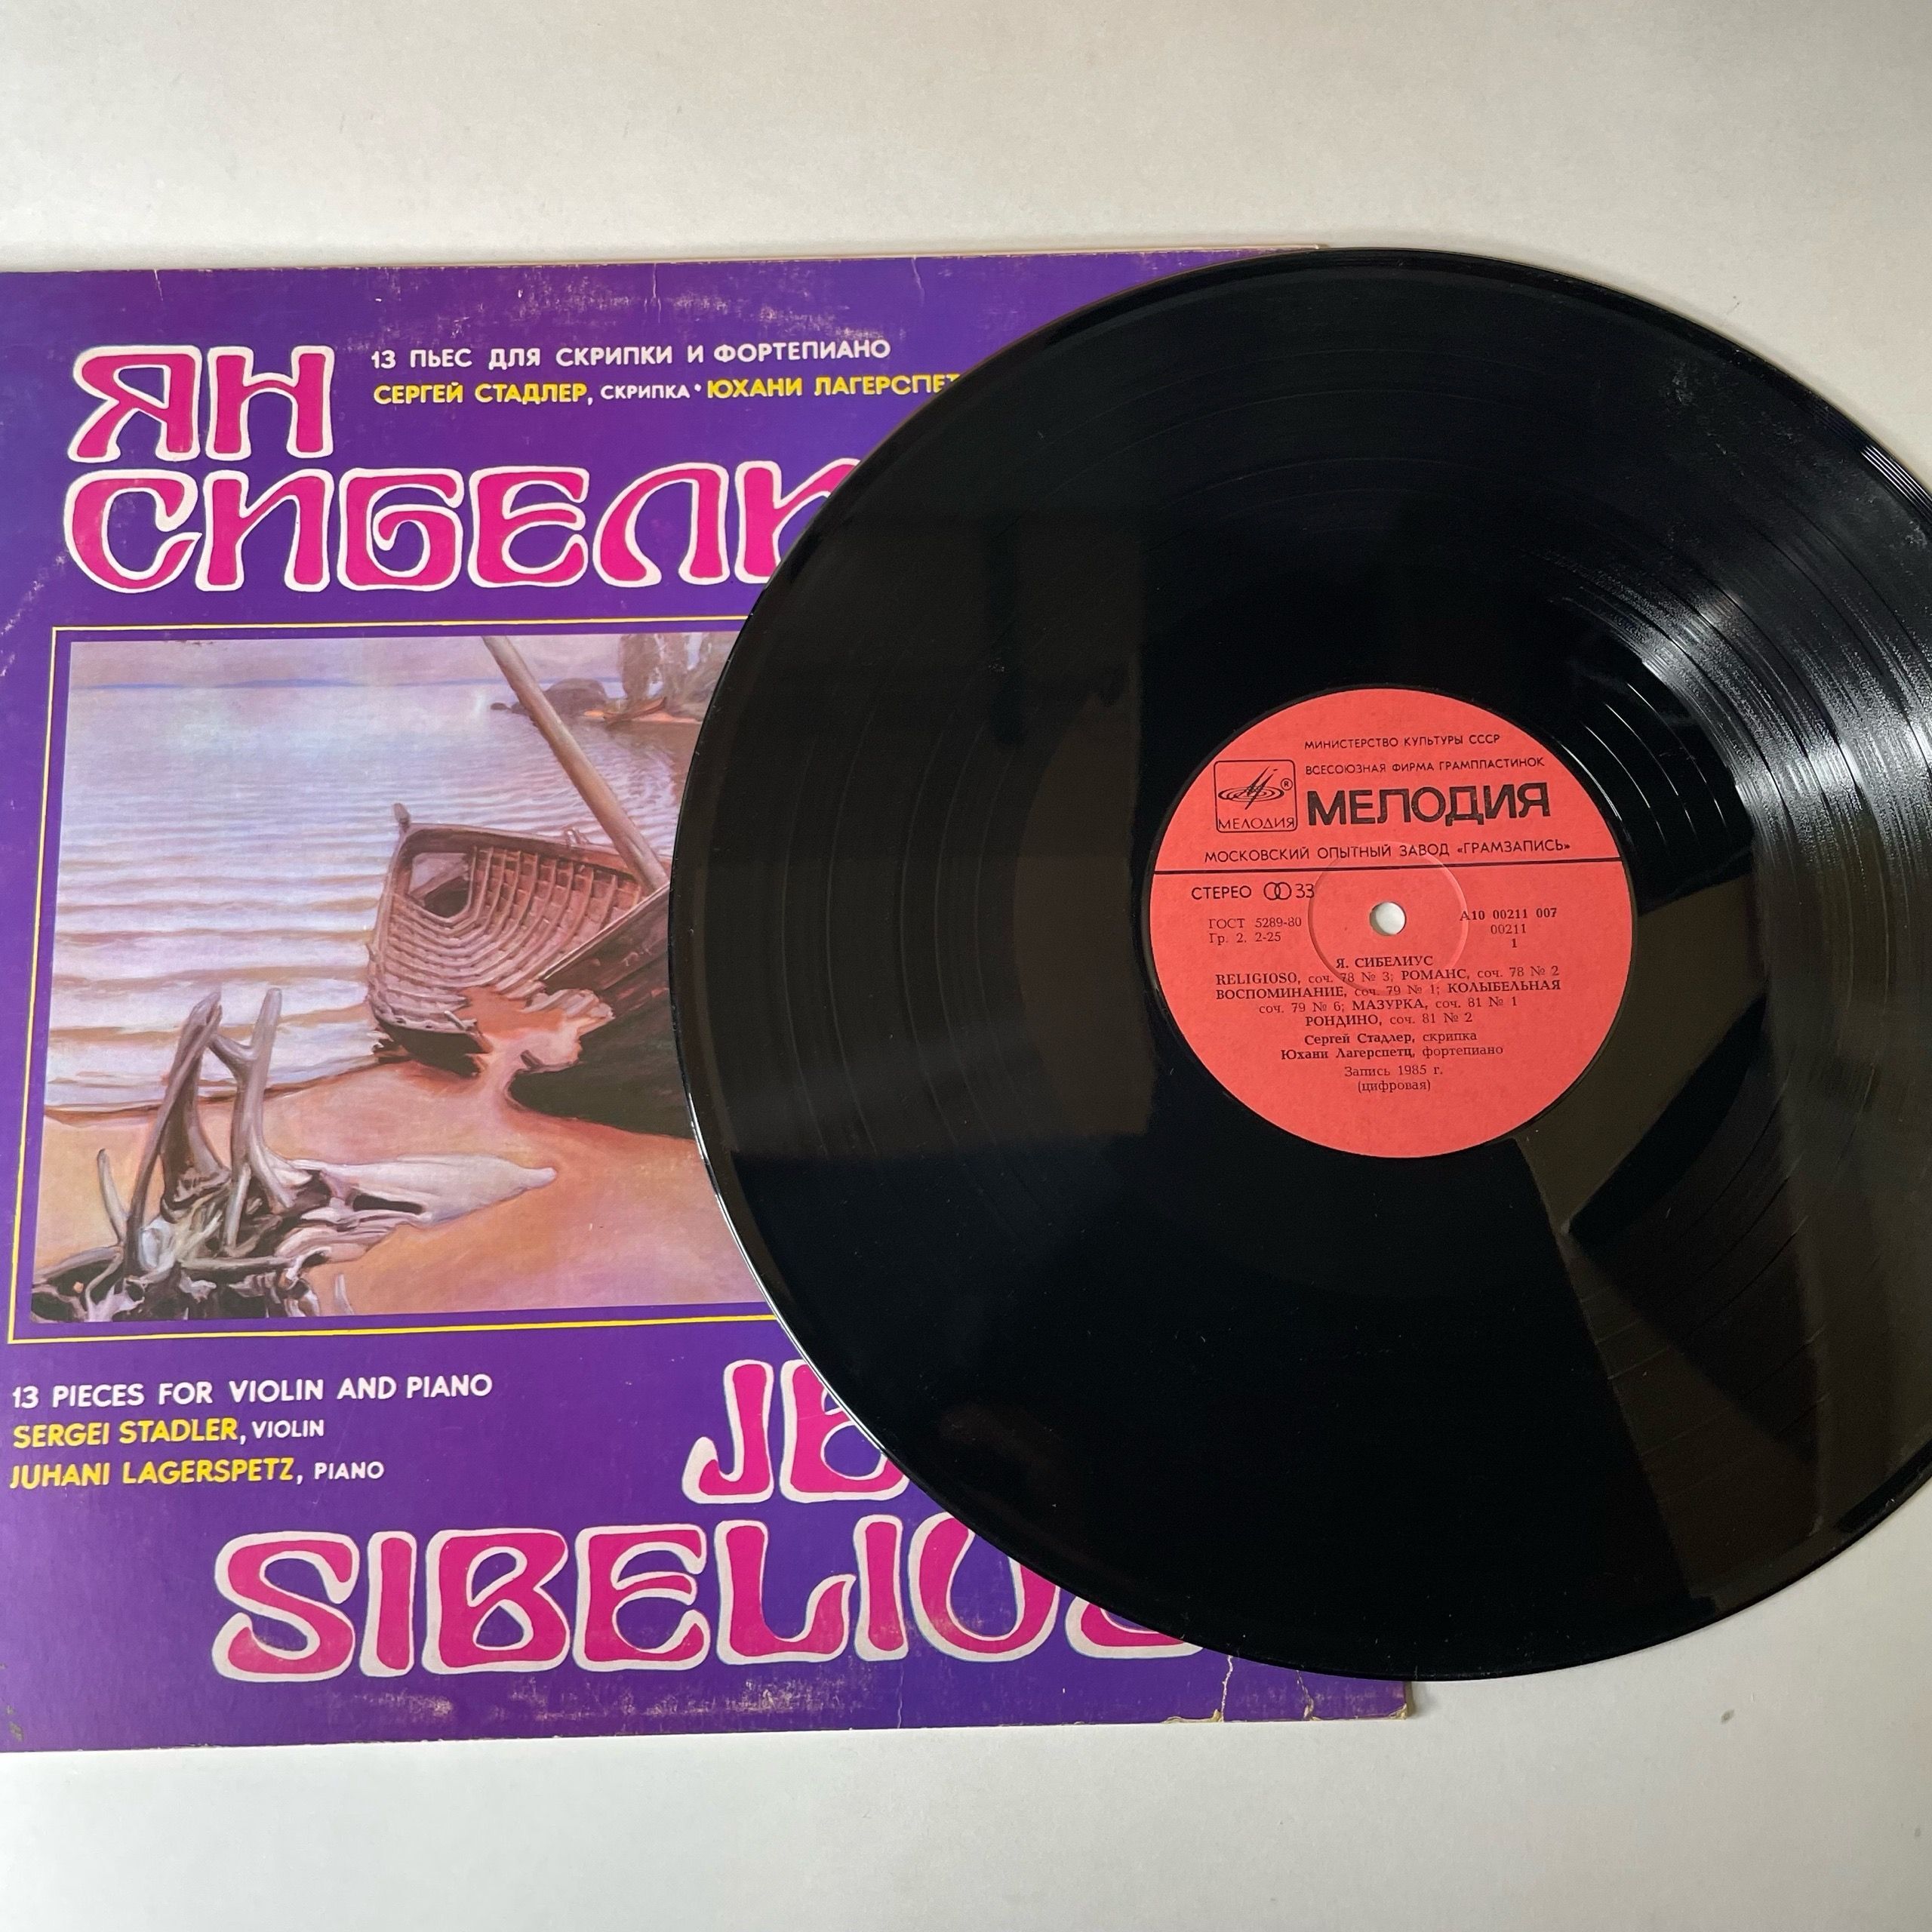 ЯН
13 ПЬЕС ДЛЯ СКРИПКИ И ФОРТЕПИАНО
СЕРГЕЙ СТАДЛЕР, СКРИПКА • ЮХАНИ ЛАГЕРСПЕТ
СИБЕЛИ
13 PIECES FOR VIOLIN AND PIANO
SERGEI STADLER, VIOLIN
JUHANI LAGERSPETZ, PIANO
SIBELIUS
МИНИСТЕРСТВО КУЛЬТУРЫ СССР
ВСЕСОЮЗНАЯ ФИРМА ГРАМПЛАСТИНОК
МЕЛОДИЯ ® МЕЛОДИЯ
МОСКОВСКИЙ ОПЫТНЫЙ ЗАВОД «ГРАМЗАПИСЬ»
СТЕРЕО 33
ГОСТ 5289-80
Гр. 2. 2-25
А10 00211 007
00211
1
Я. СИБЕЛИУС
RELIGIOSO, соч. 78 № 3; РОМАНС, соч. 78 № 2
ВОСПОМИНАНИЕ, соч. 79 № 1; КОЛЫБЕЛЬНАЯ
соч. 79 № 6; МАЗУРКА, соч. 81 № 1
РОНДИНО, соч. 81 № 2
Сергей Стадлер, скрипка
Юхани Лагерспетц, фортепиано
Запись 1985 г.
(цифровая)